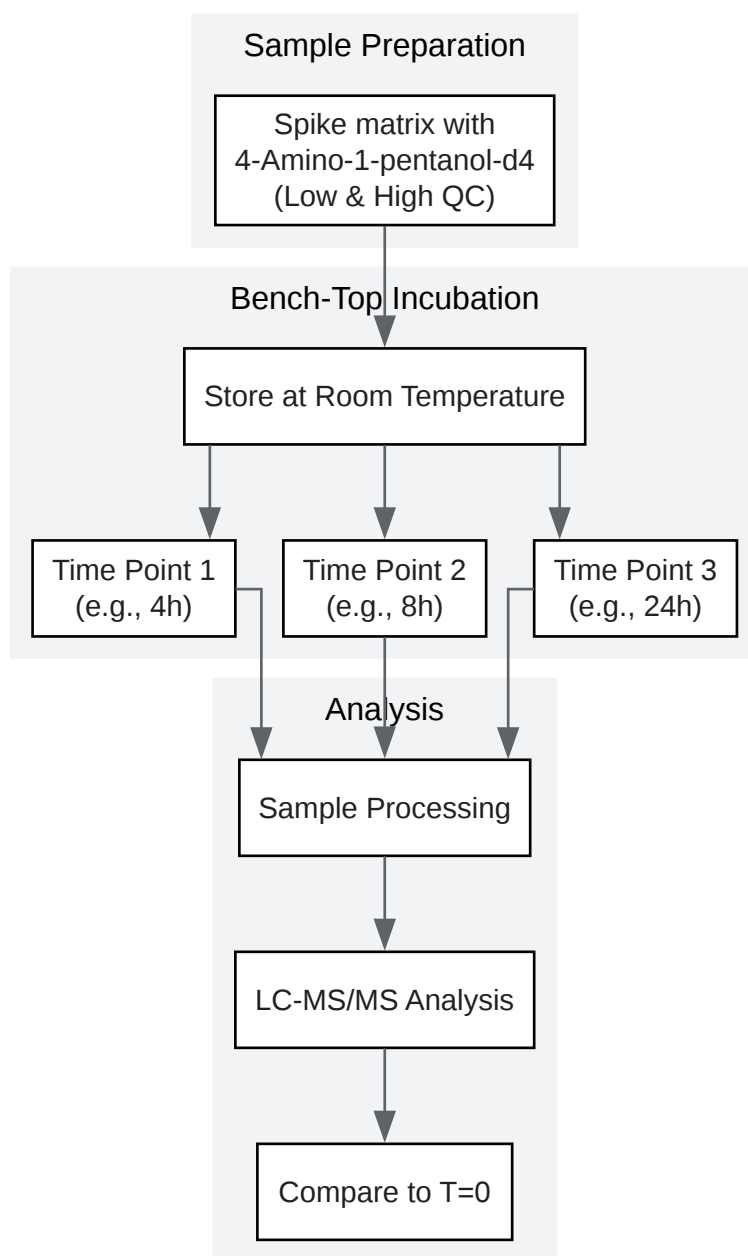 Sample Preparation
Spike matrix with
4-Amino-1-pentanol-d4
(Low & High QC)
Bench-Top Incubation
Store at Room Temperature
Time Point 1
(e.g., 4h)
Time Point 2
(e.g., 8h)
Time Point 3
(e.g., 24h)
Analysis
Sample Processing
LC-MS/MS Analysis
Compare to T=0